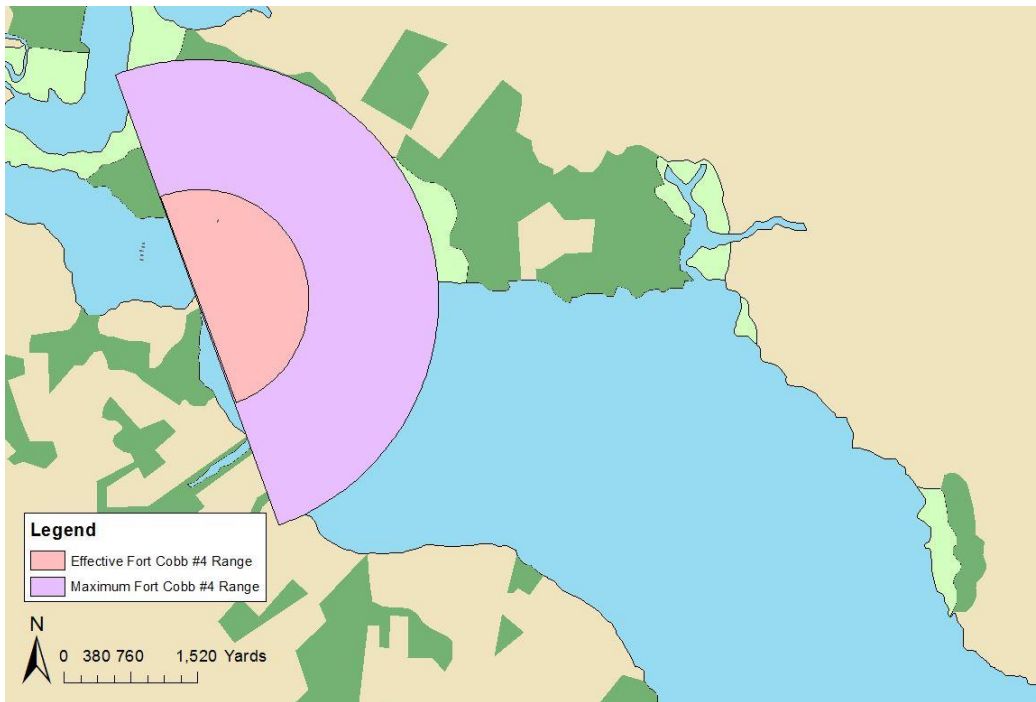 Legend
Effective Fort Cobb #4 Range
Maximum Fort Cobb #4 Range
N
0 380 760 1,520 Yards